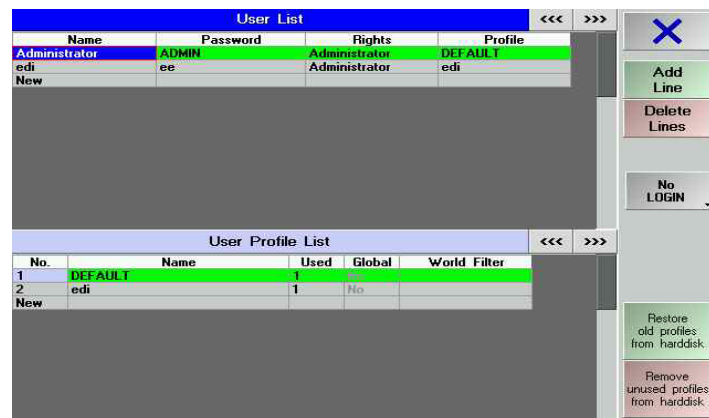 User List <<< >>>
Name Password Rights Profile
Administrator ADMIN Administrator DEFAULT
edi ee Administrator edi
New
Add
Line
Delete
Lines
No
LOGIN
User Profile List <<< >>>
No. Name Used Global World Filter
1 DEFAULT 1
2 edi 1 No
New
Restore
old profiles
from harddisk
Remove
unused profiles
from harddisk